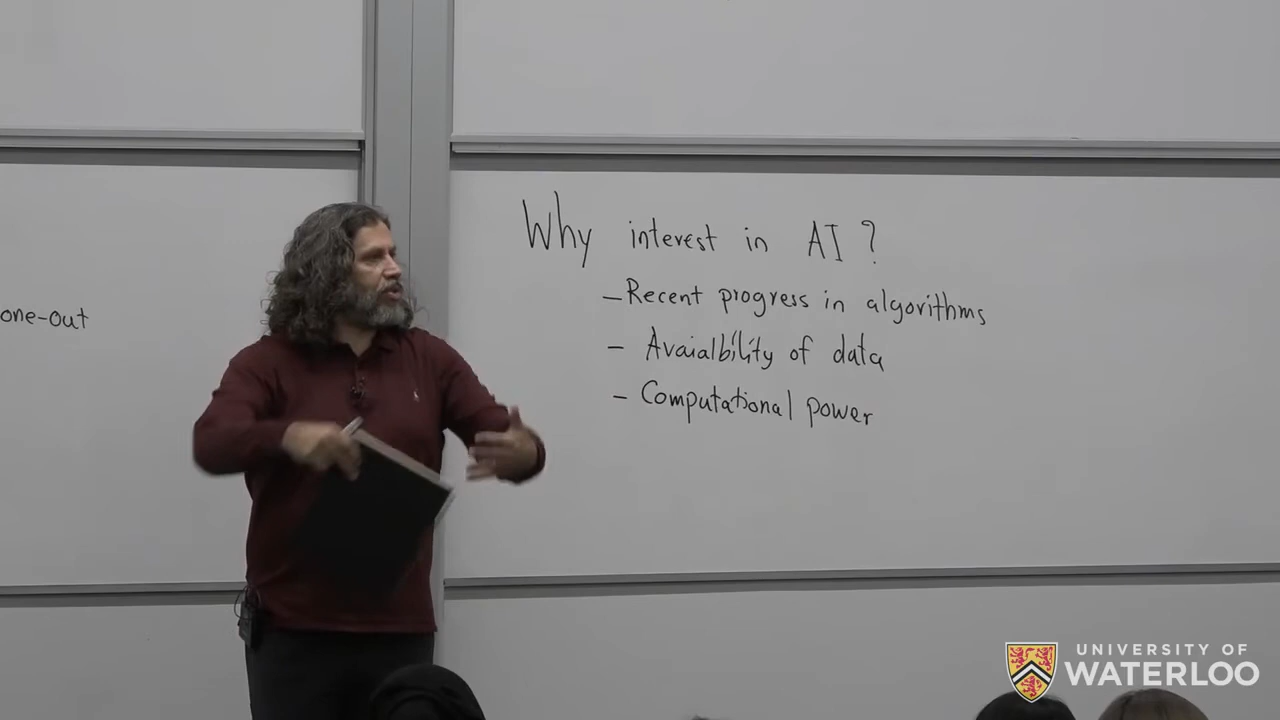 one-out
Why interest in AI?
- Recent progress in algorithms
- Avaialbility of data
- Computational power
UNIVERSITY OF
WATERLOO